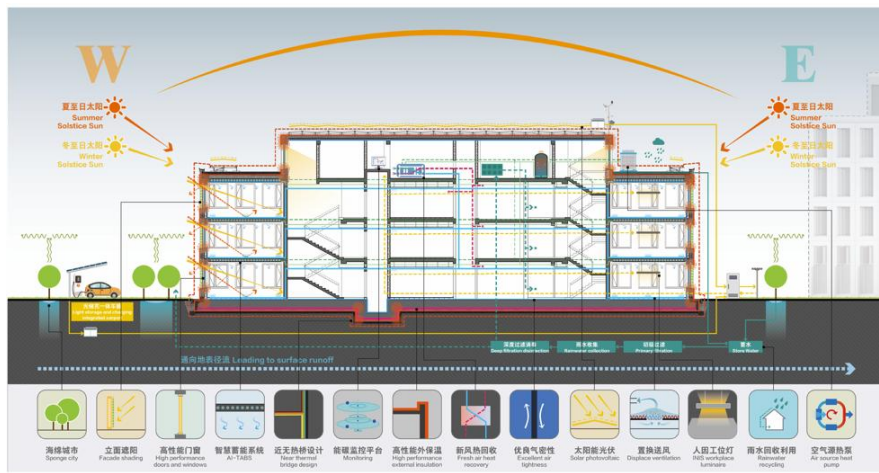 W
E
夏至日太阳
Summer
Solstice Sun
冬至日太阳
Winter
Solstice Sun
夏至日太阳
Summer
Solstice Sun
冬至日太阳
Winter
Solstice Sun
Light storage and charging
integrated canopy
深度过滤消毒
Deep filtration disinfection
雨水收集
Rainwater collection
初级过滤
Primary filtration
蓄水
Store Water
通向地表径流 Leading to surface runoff
海绵城市
Sponge city
立面遮阳
Facade shading
高性能门窗
High performance
doors and windows
智慧蓄能系统
AI-TABS
近无热桥设计
Near thermal
bridge design
能碳监控平台
Monitoring
高性能外保温
High performance
external insulation
新风热回收
Fresh air heat
recovery
优良气密性
Excellent air
tightness
太阳能光伏
Solar photovoltaic
置换通风
Displace ventilation
人因工位灯
INIS workplace
luminaire
雨水回收利用
Rainwater
recycling
空气源热泵
Air source heat
pump